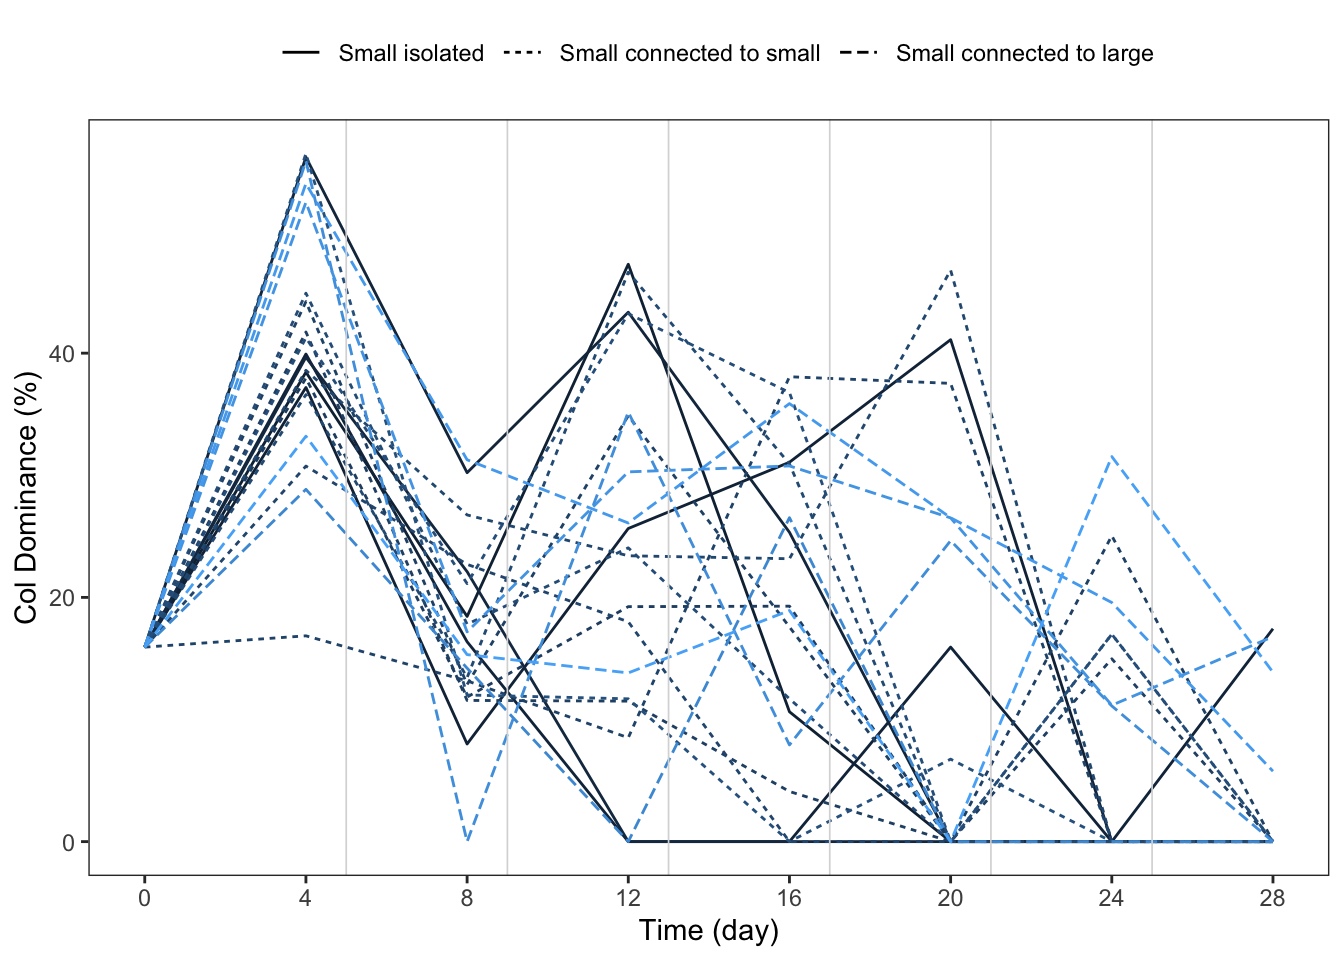 Small isolated Small connected to small Small connected to large
Col Dominance (%)
40
20
0
0 4 8 12 16 20 24 28
Time (day)